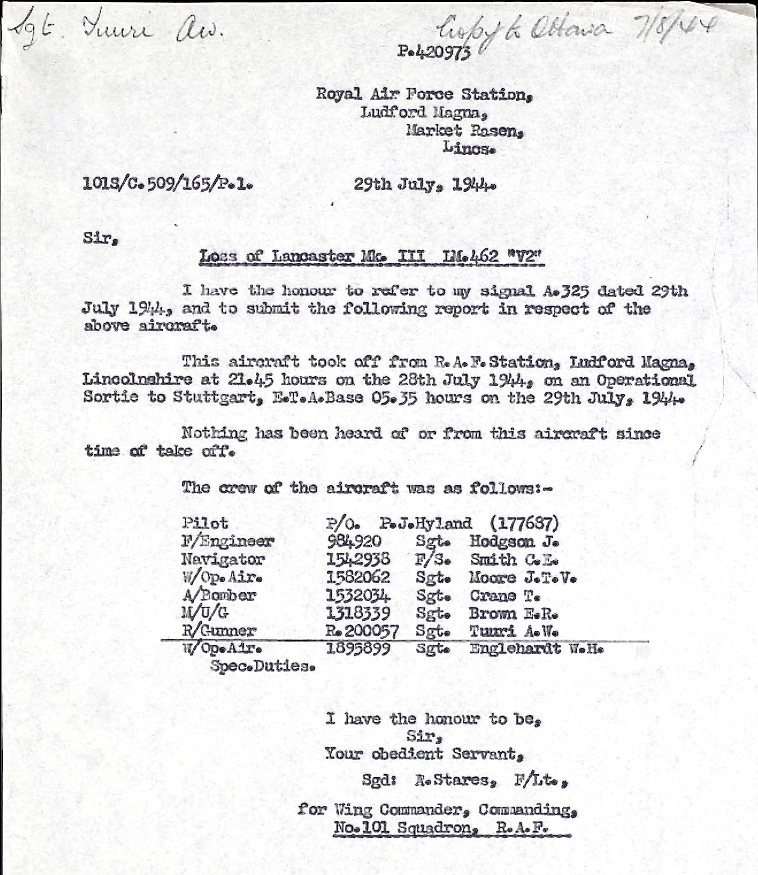 Sgt. Tuuri Aw.
Copy to Ottawa 7/8/44
P.420973
Royal Air Force Station,
Ludford Magna,
Market Rasen,
Lincs.
101S/C.509/165/P.1.
29th July, 1944.
Sir,
Loss of Lancaster Mk. III LM.462 "V2"
I have the honour to refer to my signal A.325 dated 29th
July 1944, and to submit the following report in respect of the
above aircraft.
This aircraft took off from R.A.F.Station, Ludford Magna,
Lincolnshire at 21.45 hours on the 28th July 1944, on an Operational
Sortie to Stuttgart, E.T.A.Base 05.35 hours on the 29th July, 1944.
Nothing has been heard of or from this aircraft since
time of take off.
The crew of the aircraft was as follows:-
Pilot P/O. P.J.Hyland (177687)
F/Engineer 984920 Sgt. Hodgson J.
Navigator 1542938 F/S. Smith C.E.
W/Op.Air. 1582062 Sgt. Moore J.T.V.
A/Bomber 1532034 Sgt. Crane T.
M/U/G 1318339 Sgt. Brown E.R.
R/Gunner R.200057 Sgt. Tuuri A.W.
W/Op.Air. 1895899 Sgt. Englehardt W.H.
Spec.Duties.
I have the honour to be,
Sir,
Your obedient Servant,
Sgd: A.Stares, F/Lt.,
for Wing Commander, Commanding,
No.101 Squadron, R.A.F.